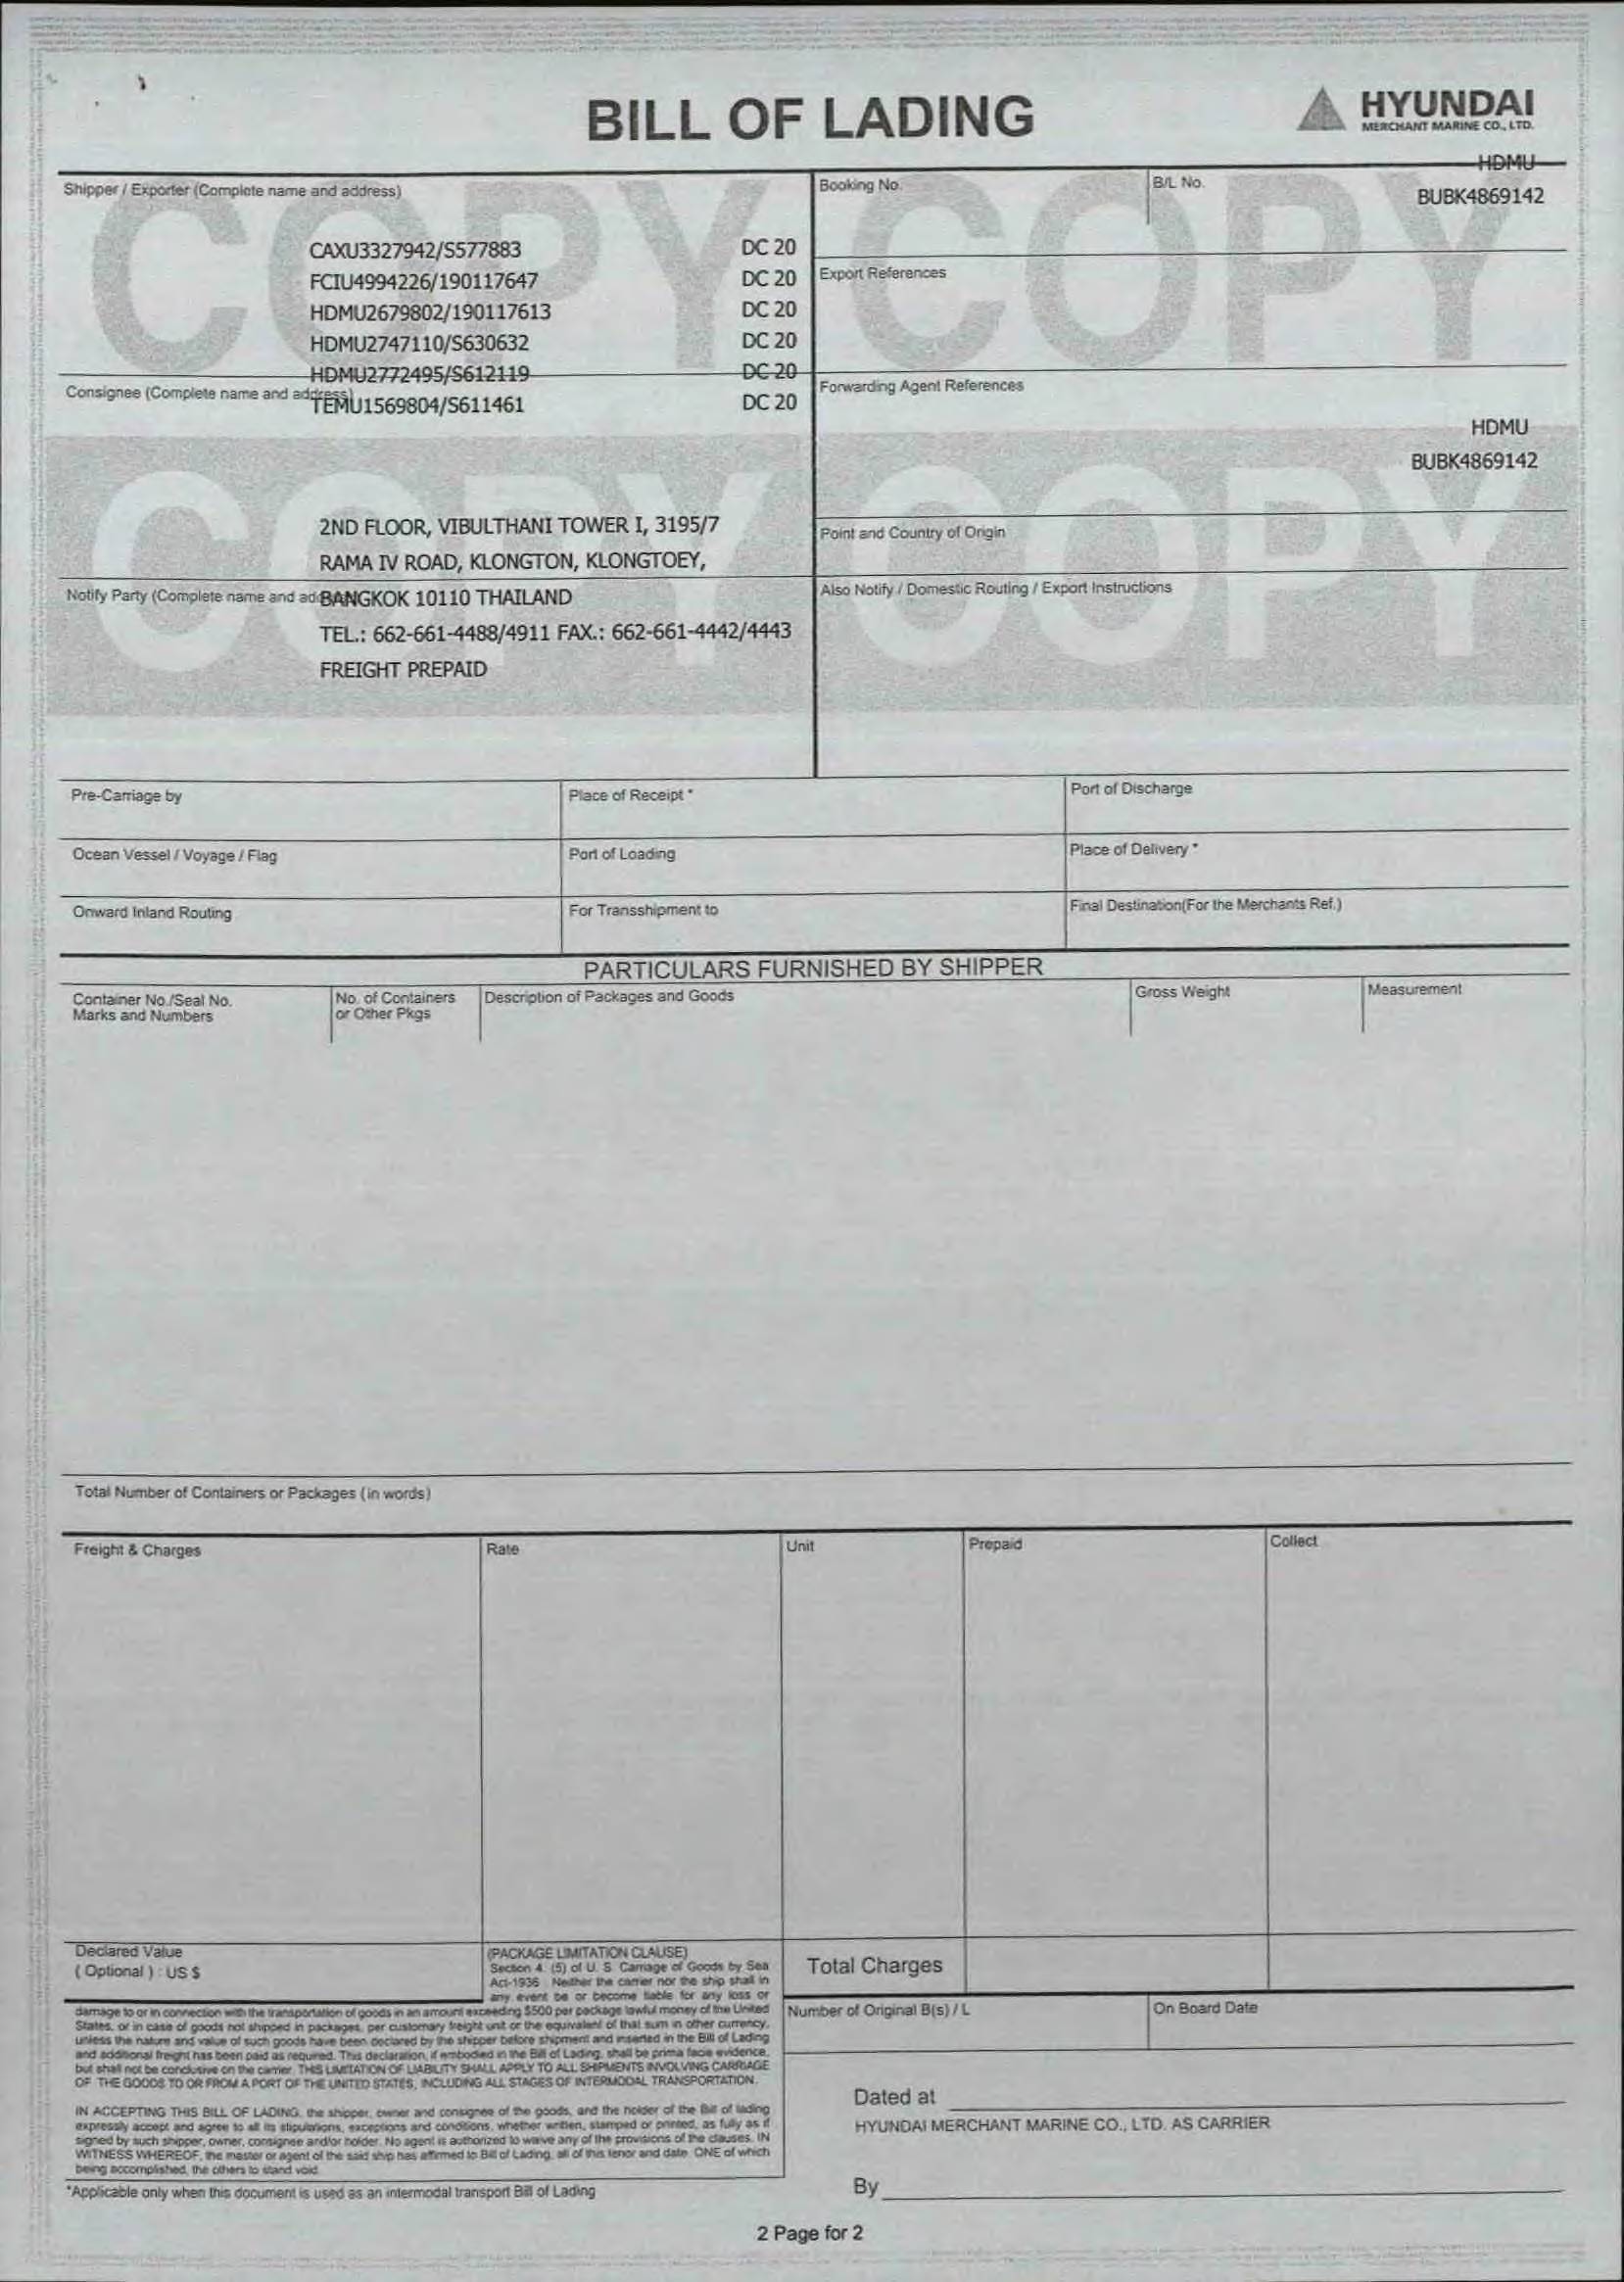 BILL OF LADING
HYUNDAI
MERCHANT MARINE CO., LTD.
COPY COPY
Shipper / Exporter (Complete name and address)
Booking No.
B/L No.
HDMU
BUBK4869142
CAXU3327942/S577883 DC 20
FCIU4994226/190117647 DC 20
HDMU2679802/190117613 DC 20
HDMU2747110/S630632 DC 20
HDMU2772495/S612119 DC 20
TEMU1569804/S611461 DC 20
Export References
Consignee (Complete name and address)
Forwarding Agent References
HDMU
BUBK4869142
COPY COPY
2ND FLOOR, VIBULTHANI TOWER I, 3195/7
RAMA IV ROAD, KLONGTON, KLONGTOEY,
Point and Country of Origin
Notify Party (Complete name and ad
BANGKOK 10110 THAILAND
TEL.: 662-661-4488/4911 FAX.: 662-661-4442/4443
FREIGHT PREPAID
Also Notify / Domestic Routing / Export Instructions
Pre-Carriage by
Place of Receipt *
Port of Discharge
Ocean Vessel / Voyage / Flag
Port of Loading
Place of Delivery *
Onward Inland Routing
For Transshipment to
Final Destination(For the Merchants Ref.)
PARTICULARS FURNISHED BY SHIPPER
Container No./Seal No.
Marks and Numbers
No. of Containers
or Other Pkgs
Description of Packages and Goods
Gross Weight
Measurement
Total Number of Containers or Packages (in words)
Freight & Charges
Rate
Unit
Prepaid
Collect
Declared Value
( Optional ) : US $
(PACKAGE LIMITATION CLAUSE)
Section 4. (5) of U. S. Carriage of Goods by Sea
Act-1936 Neither the carrier nor the ship shall in
any event be or become liable for any loss or
damage to or in connection with the transportation of goods in an amount exceeding $500 per package lawful money of the United
States, or in case of goods not shipped in packages, per customary freight unit or the equivalent of that sum in other currency,
unless the nature and value of such goods have been declared by the shipper before shipment and inserted in the Bill of Lading
and additional freight has been paid as required. This declaration, if embodied in the Bill of Lading, shall be prima facie evidence,
but shall not be conclusive on the carrier. THIS LIMITATION OF LIABILITY SHALL APPLY TO ALL SHIPMENTS INVOLVING CARRIAGE
OF THE GOODS TO OR FROM A PORT OF THE UNITED STATES, INCLUDING ALL STAGES OF INTERMODAL TRANSPORTATION.
IN ACCEPTING THIS BILL OF LADING, the shipper, owner and consignee of the goods, and the holder of the Bill of lading
expressly accept and agree to all its stipulations, exceptions and conditions, whether written, stamped or printed, as fully as if
signed by such shipper, owner, consignee and/or holder. No agent is authorized to waive any of the provisions of the clauses. IN
WITNESS WHEREOF, the master or agent of the said ship has affirmed to Bill of Lading, all of this tenor and date. ONE of which
being accomplished, the others to stand void.
*Applicable only when this document is used as an intermodal transport Bill of Lading
Total Charges
Number of Original B(s) / L
On Board Date
Dated at
HYUNDAI MERCHANT MARINE CO., LTD. AS CARRIER
By
2 Page for 2